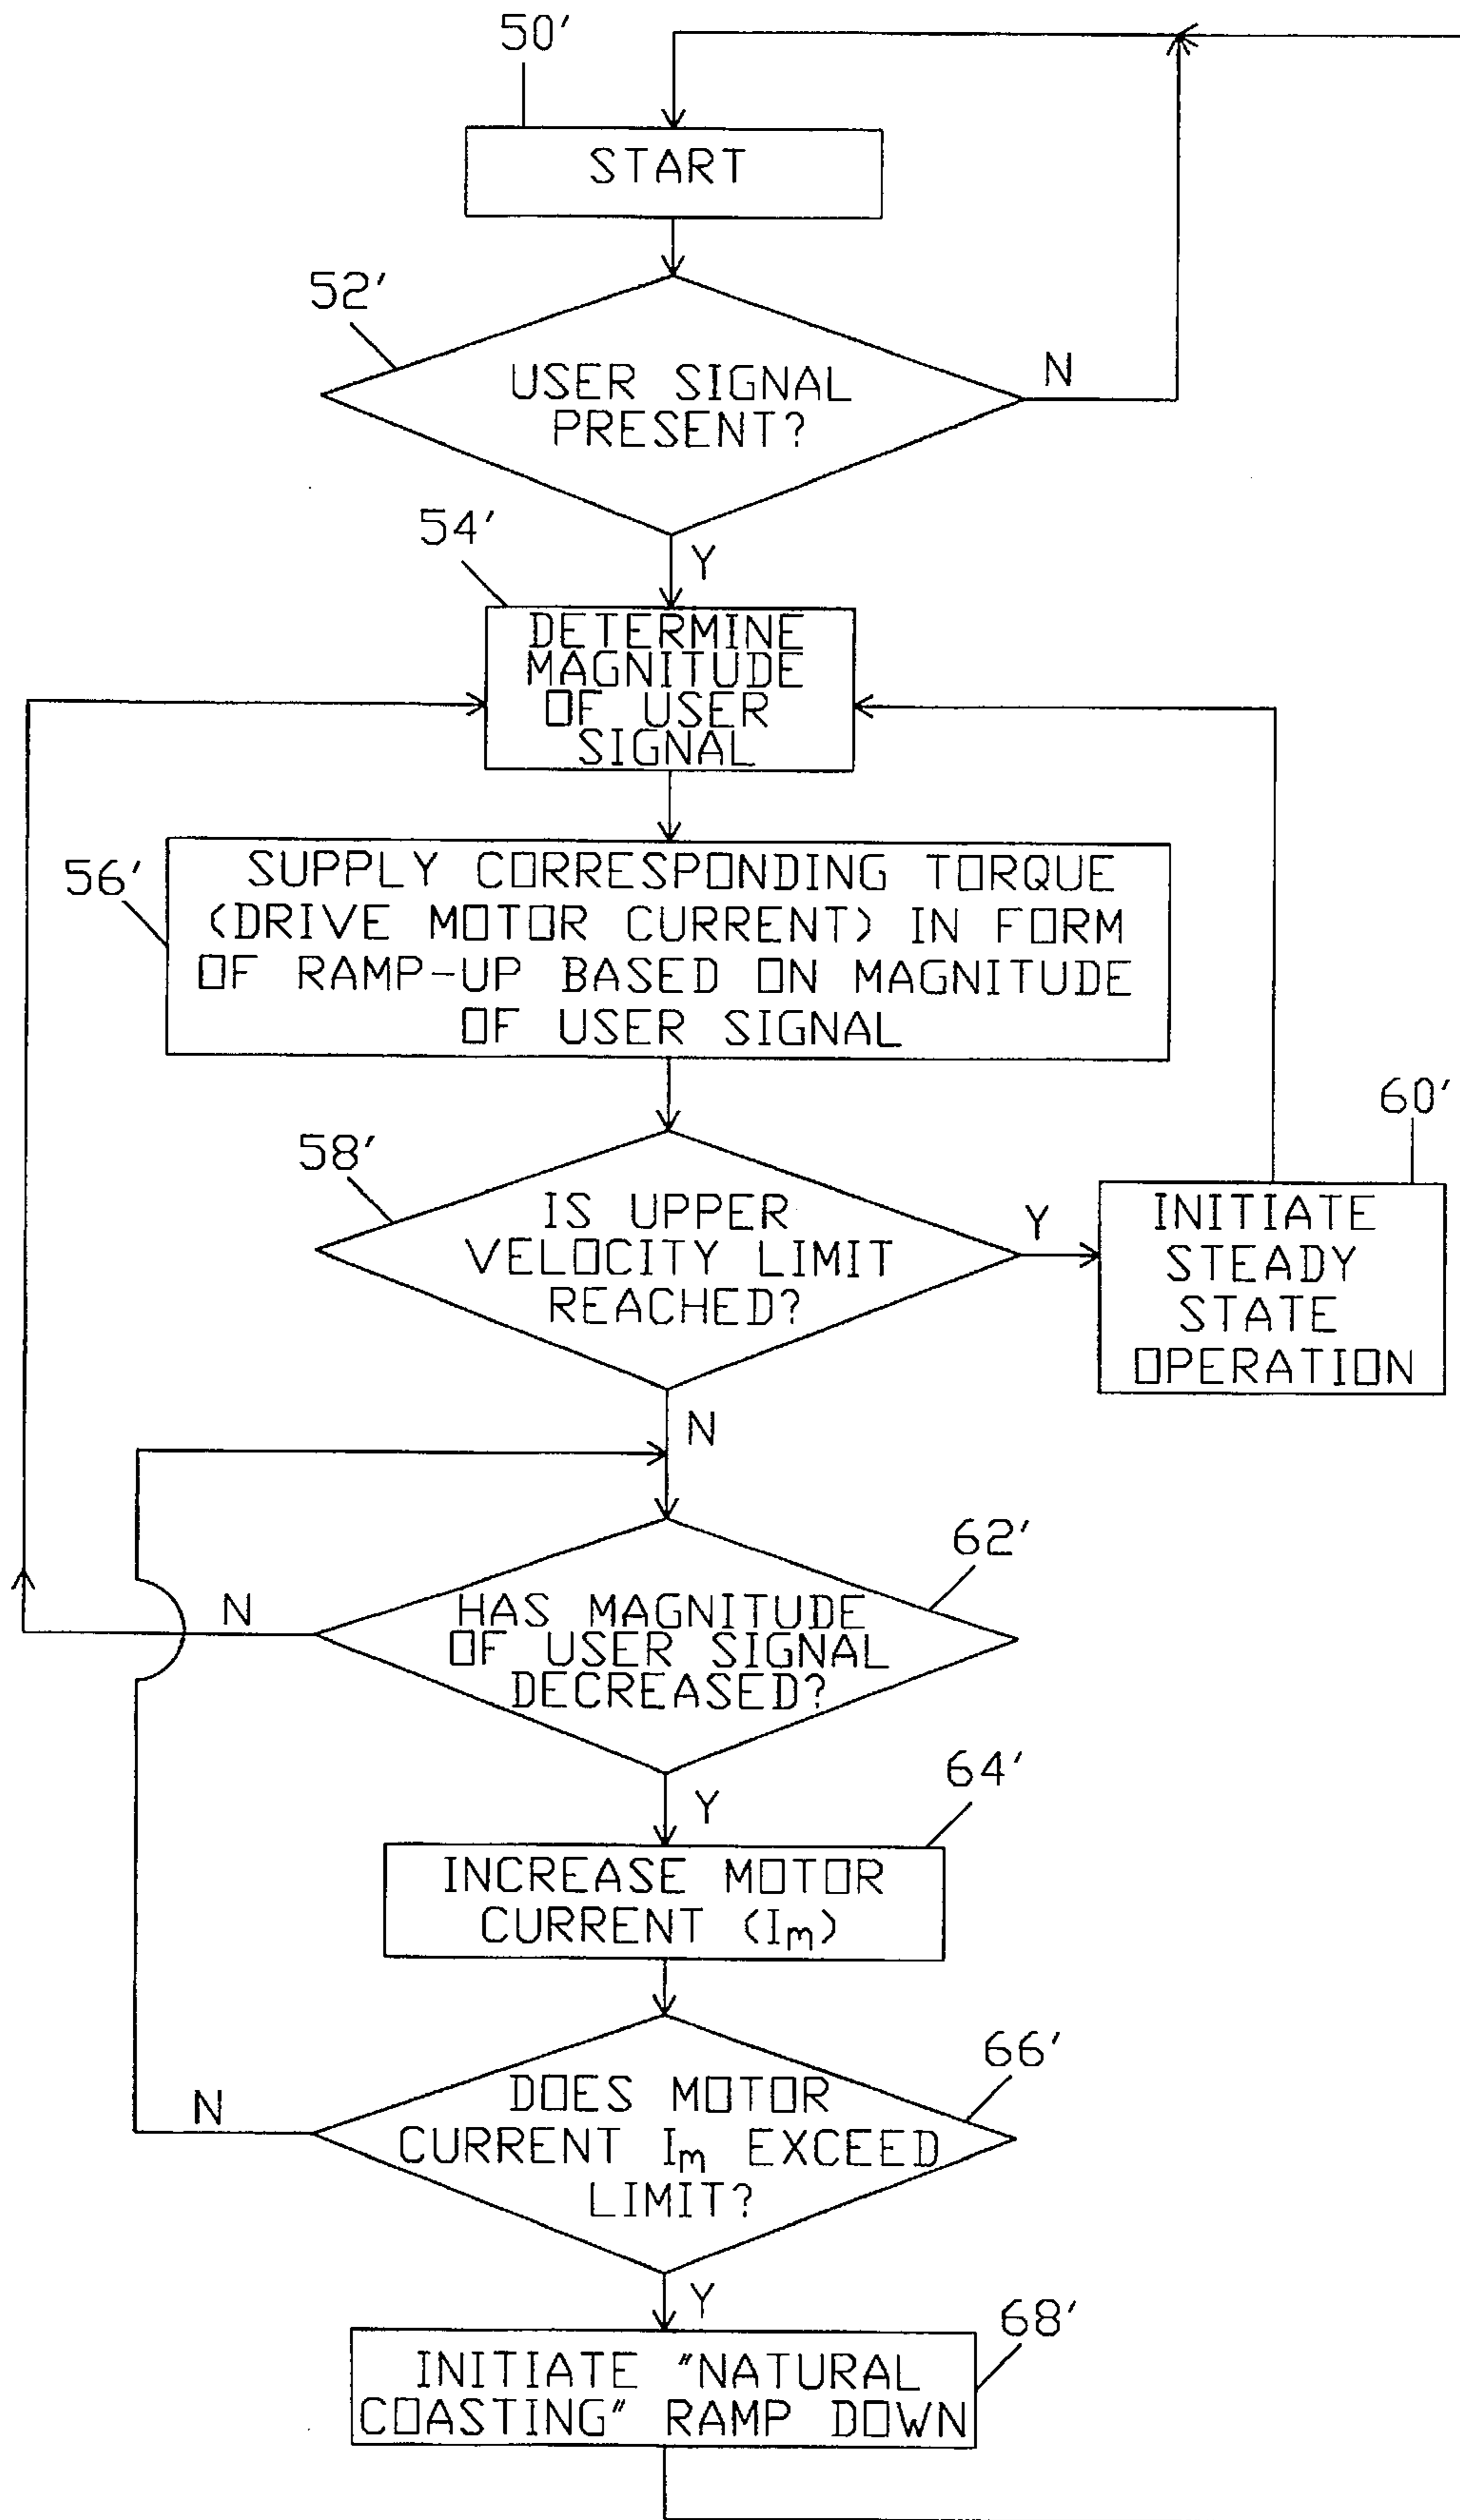 50'
START
52'
USER SIGNAL
PRESENT?
N
Y
54'
DETERMINE
MAGNITUDE
OF USER
SIGNAL
56'
SUPPLY CORRESPONDING TORQUE
(DRIVE MOTOR CURRENT) IN FORM
OF RAMP-UP BASED ON MAGNITUDE
OF USER SIGNAL
58'
IS UPPER
VELOCITY LIMIT
REACHED?
Y
60'
INITIATE
STEADY
STATE
OPERATION
N
62'
HAS MAGNITUDE
OF USER SIGNAL
DECREASED?
N
Y
64'
INCREASE MOTOR
CURRENT (Im)
66'
DOES MOTOR
CURRENT Im EXCEED
LIMIT?
N
Y
68'
INITIATE "NATURAL
COASTING" RAMP DOWN